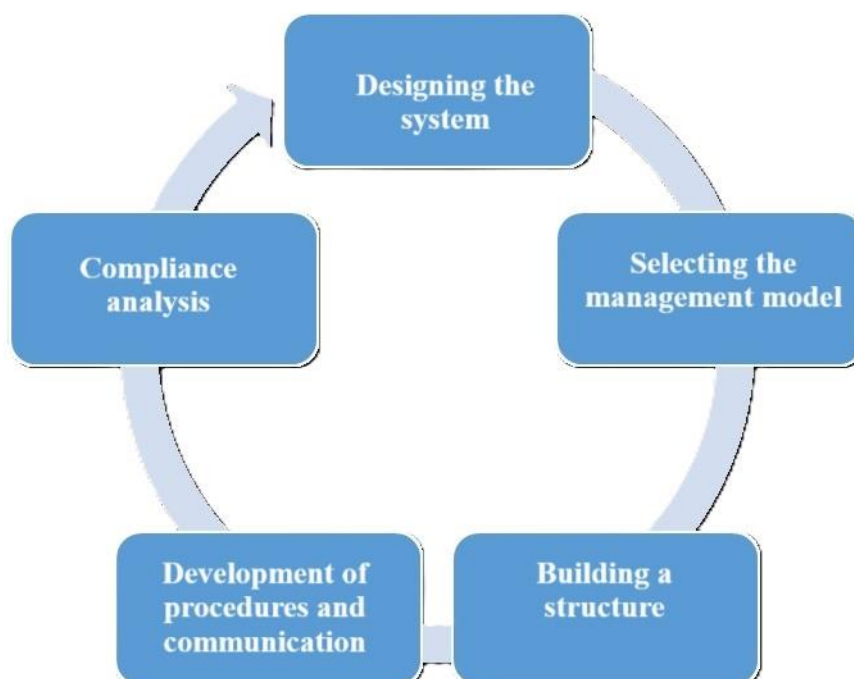 Designing the
system
Selecting the
management model
Building a
structure
Development of
procedures and
communication
Compliance
analysis